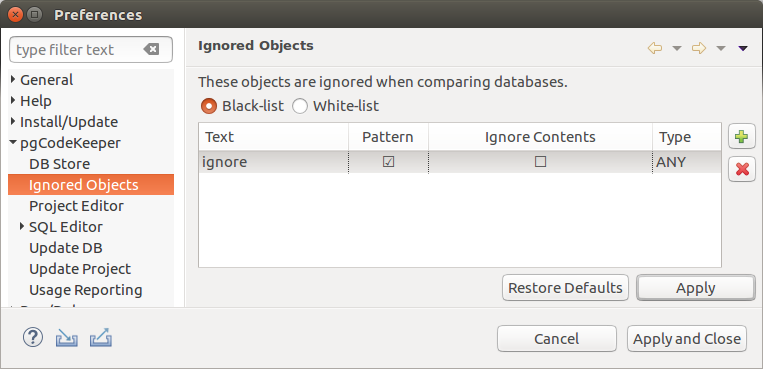 Preferences
type filter text
General
Help
Install/Update
pgCodeKeeper
DB Store
Ignored Objects
Project Editor
SQL Editor
Update DB
Update Project
Usage Reporting
Ignored Objects
These objects are ignored when comparing databases.
Black-list White-list
Text Pattern Ignore Contents Type
ignore ANY
Restore Defaults Apply
Cancel Apply and Close